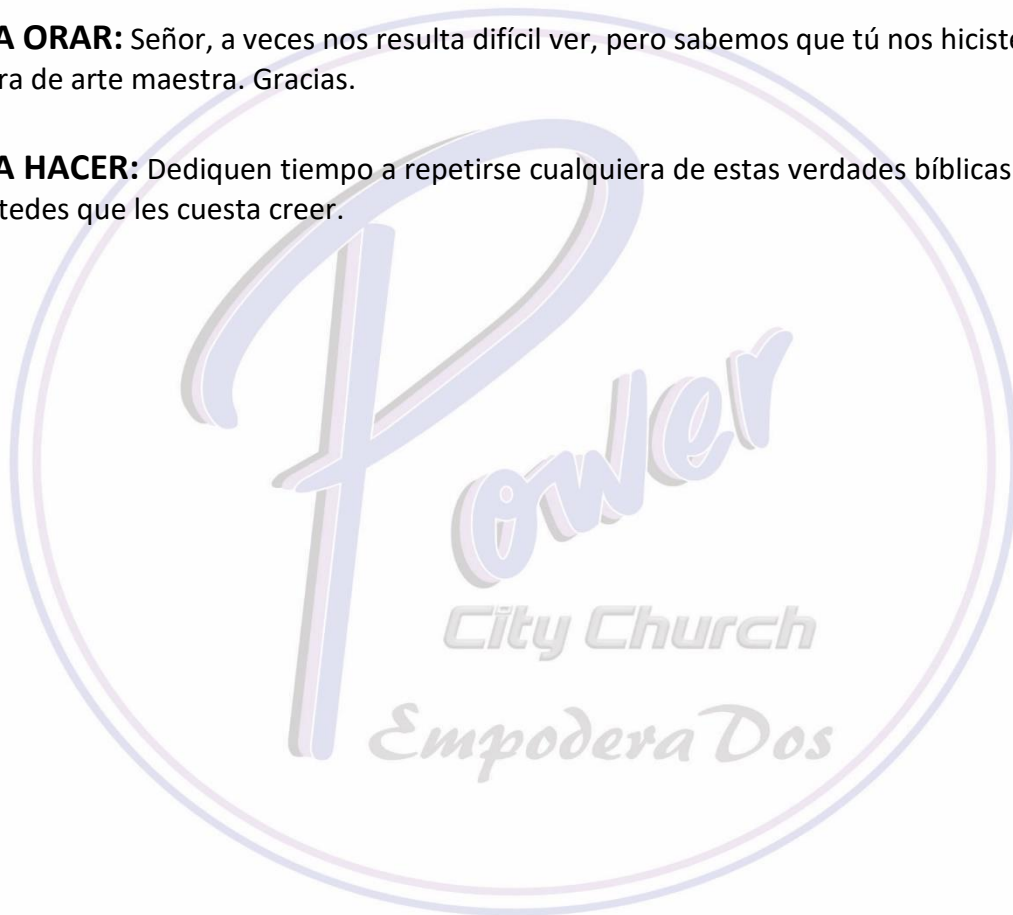 A ORAR: Señor, a veces nos resulta difícil ver, pero sabemos que tú nos hiciste
ra de arte maestra. Gracias.
A HACER: Dediquen tiempo a repetirse cualquiera de estas verdades bíblicas
tedes que les cuesta creer.
Power
City Church
EmpoderaDos